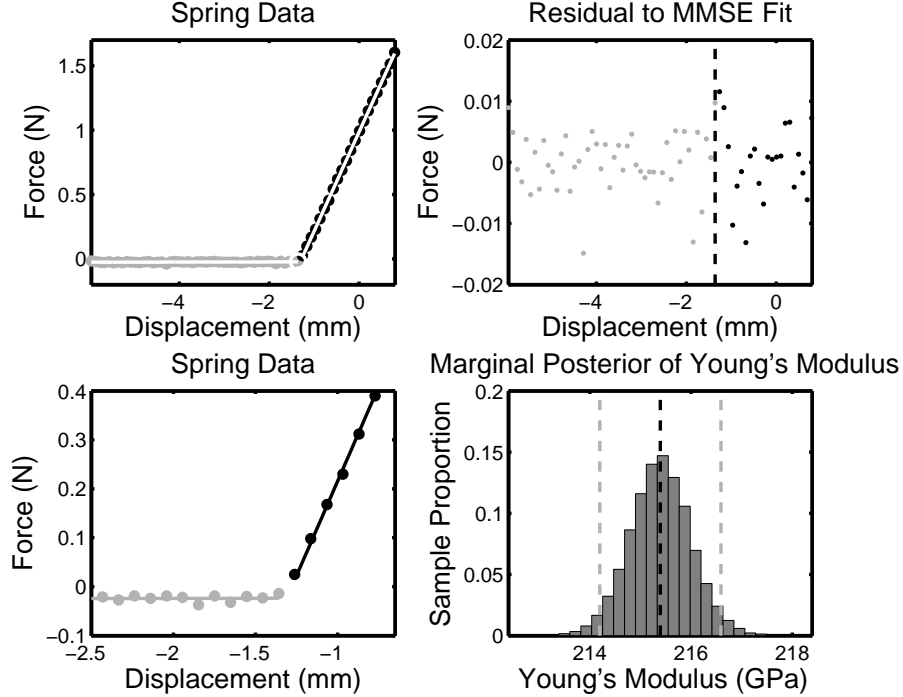 Spring Data
Force (N)
1.5
1
0.5
0
−4
−2
0
Displacement (mm)
Residual to MMSE Fit
Force (N)
0.02
0.01
0
−0.01
−0.02
−4
−2
0
Displacement (mm)
Spring Data
Force (N)
0.4
0.3
0.2
0.1
0
−0.1
−2.5
−2
−1.5
−1
Displacement (mm)
Marginal Posterior of Young's Modulus
Sample Proportion
0.2
0.15
0.1
0.05
0
214
216
218
Young's Modulus (GPa)